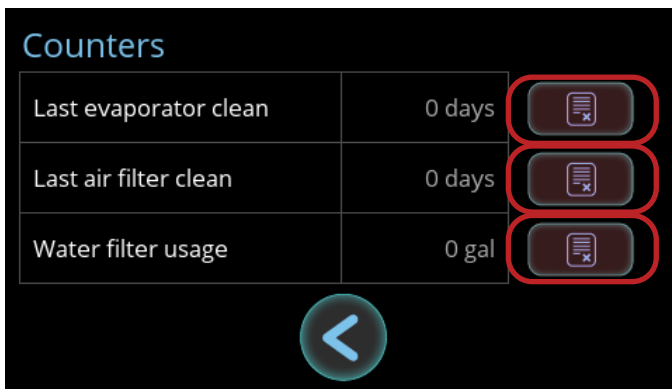 Counters
Last evaporator clean 0 days
Last air filter clean 0 days
Water filter usage 0 gal